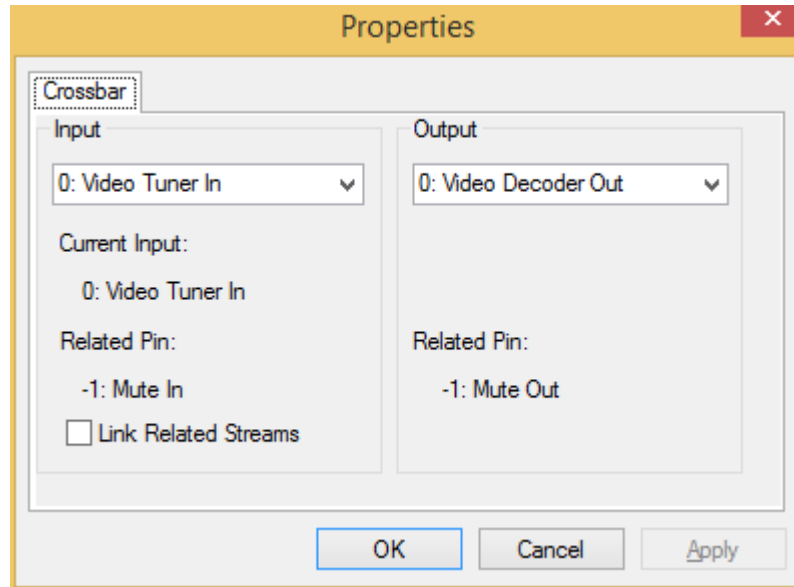 Properties
Crossbar
Input
0: Video Tuner In
Current Input:
0: Video Tuner In
Related Pin:
-1: Mute In
Link Related Streams
Output
0: Video Decoder Out
Related Pin:
-1: Mute Out
OK
Cancel
Apply